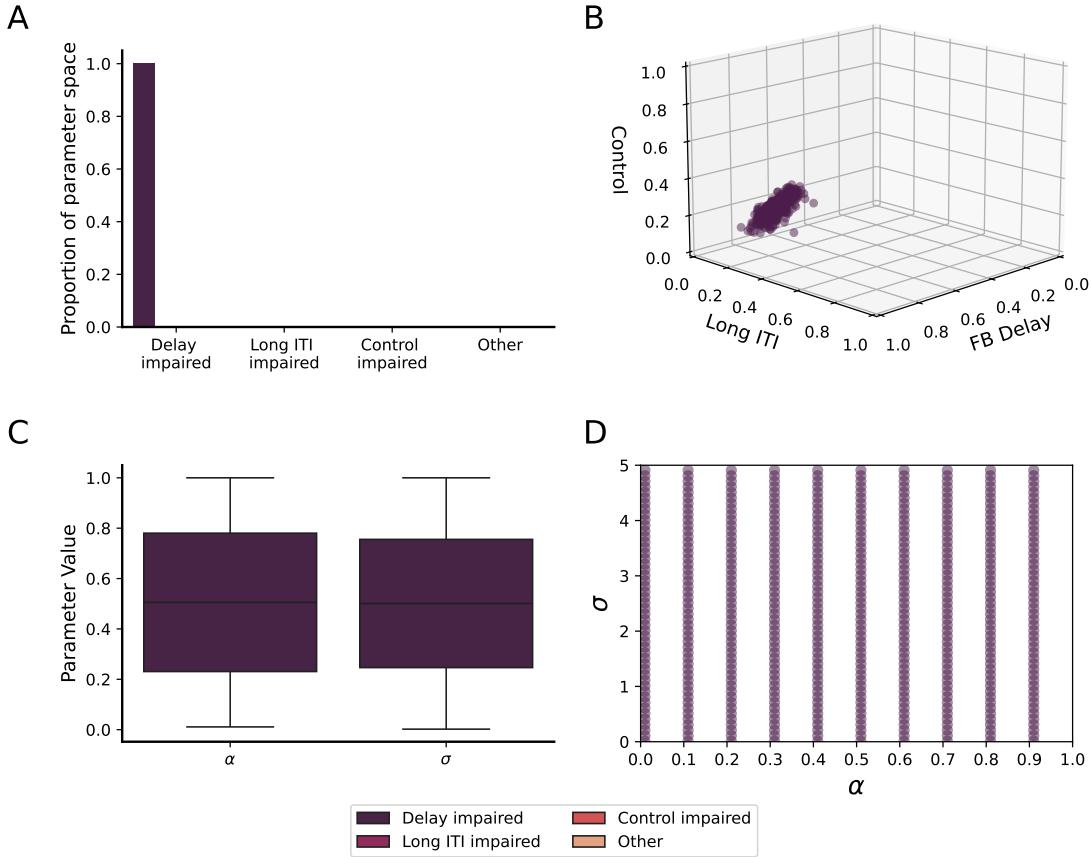 A
Proportion of parameter space
1.0
0.8
0.6
0.4
0.2
0.0
Delay
impaired
Long ITI
impaired
Control
impaired
Other
B
Control
1.0
0.8
0.6
0.4
0.2
0.0
0.0
0.2
0.4
0.6
0.8
1.0
Long ITI
1.0
0.8
0.6
0.4
0.2
0.0
FB Delay
C
Parameter Value
1.0
0.8
0.6
0.4
0.2
0.0
α
σ
D
σ
5
4
3
2
1
0
0.0 0.1 0.2 0.3 0.4 0.5 0.6 0.7 0.8 0.9 1.0
α
Delay impaired
Long ITI impaired
Control impaired
Other